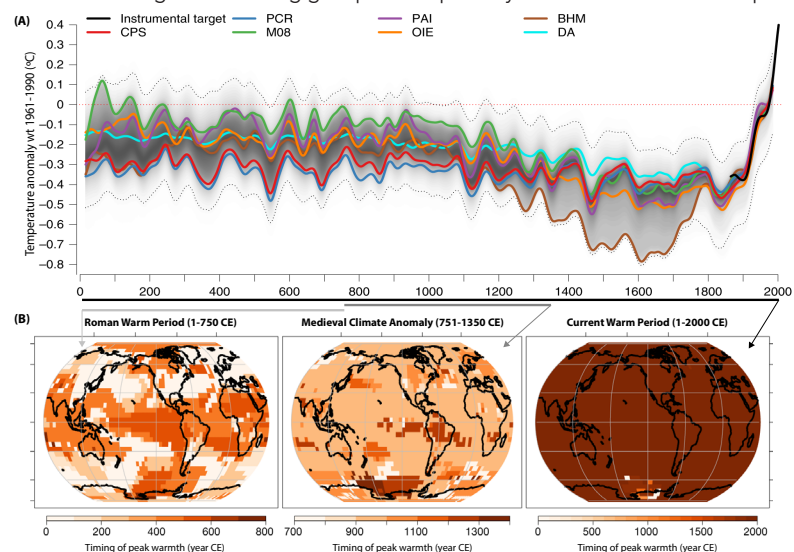 (A)
Instrumental target PCR PAI BHM
CPS M08 OIE DA
Temperature anomaly wt 1961-1990 (ºC)
0.4
0.3
0.2
0.1
0
−0.1
−0.2
−0.3
−0.4
−0.5
−0.6
−0.7
−0.8
0 200 400 600 800 1000 1200 1400 1600 1800 2000
(B)
Roman Warm Period (1-750 CE) Medieval Climate Anomaly (751-1350 CE) Current Warm Period (1-2000 CE)
0 200 400 600 800 700 900 1100 1300 0 500 1000 1500 2000
Timing of peak warmth (year CE) Timing of peak warmth (year CE) Timing of peak warmth (year CE)